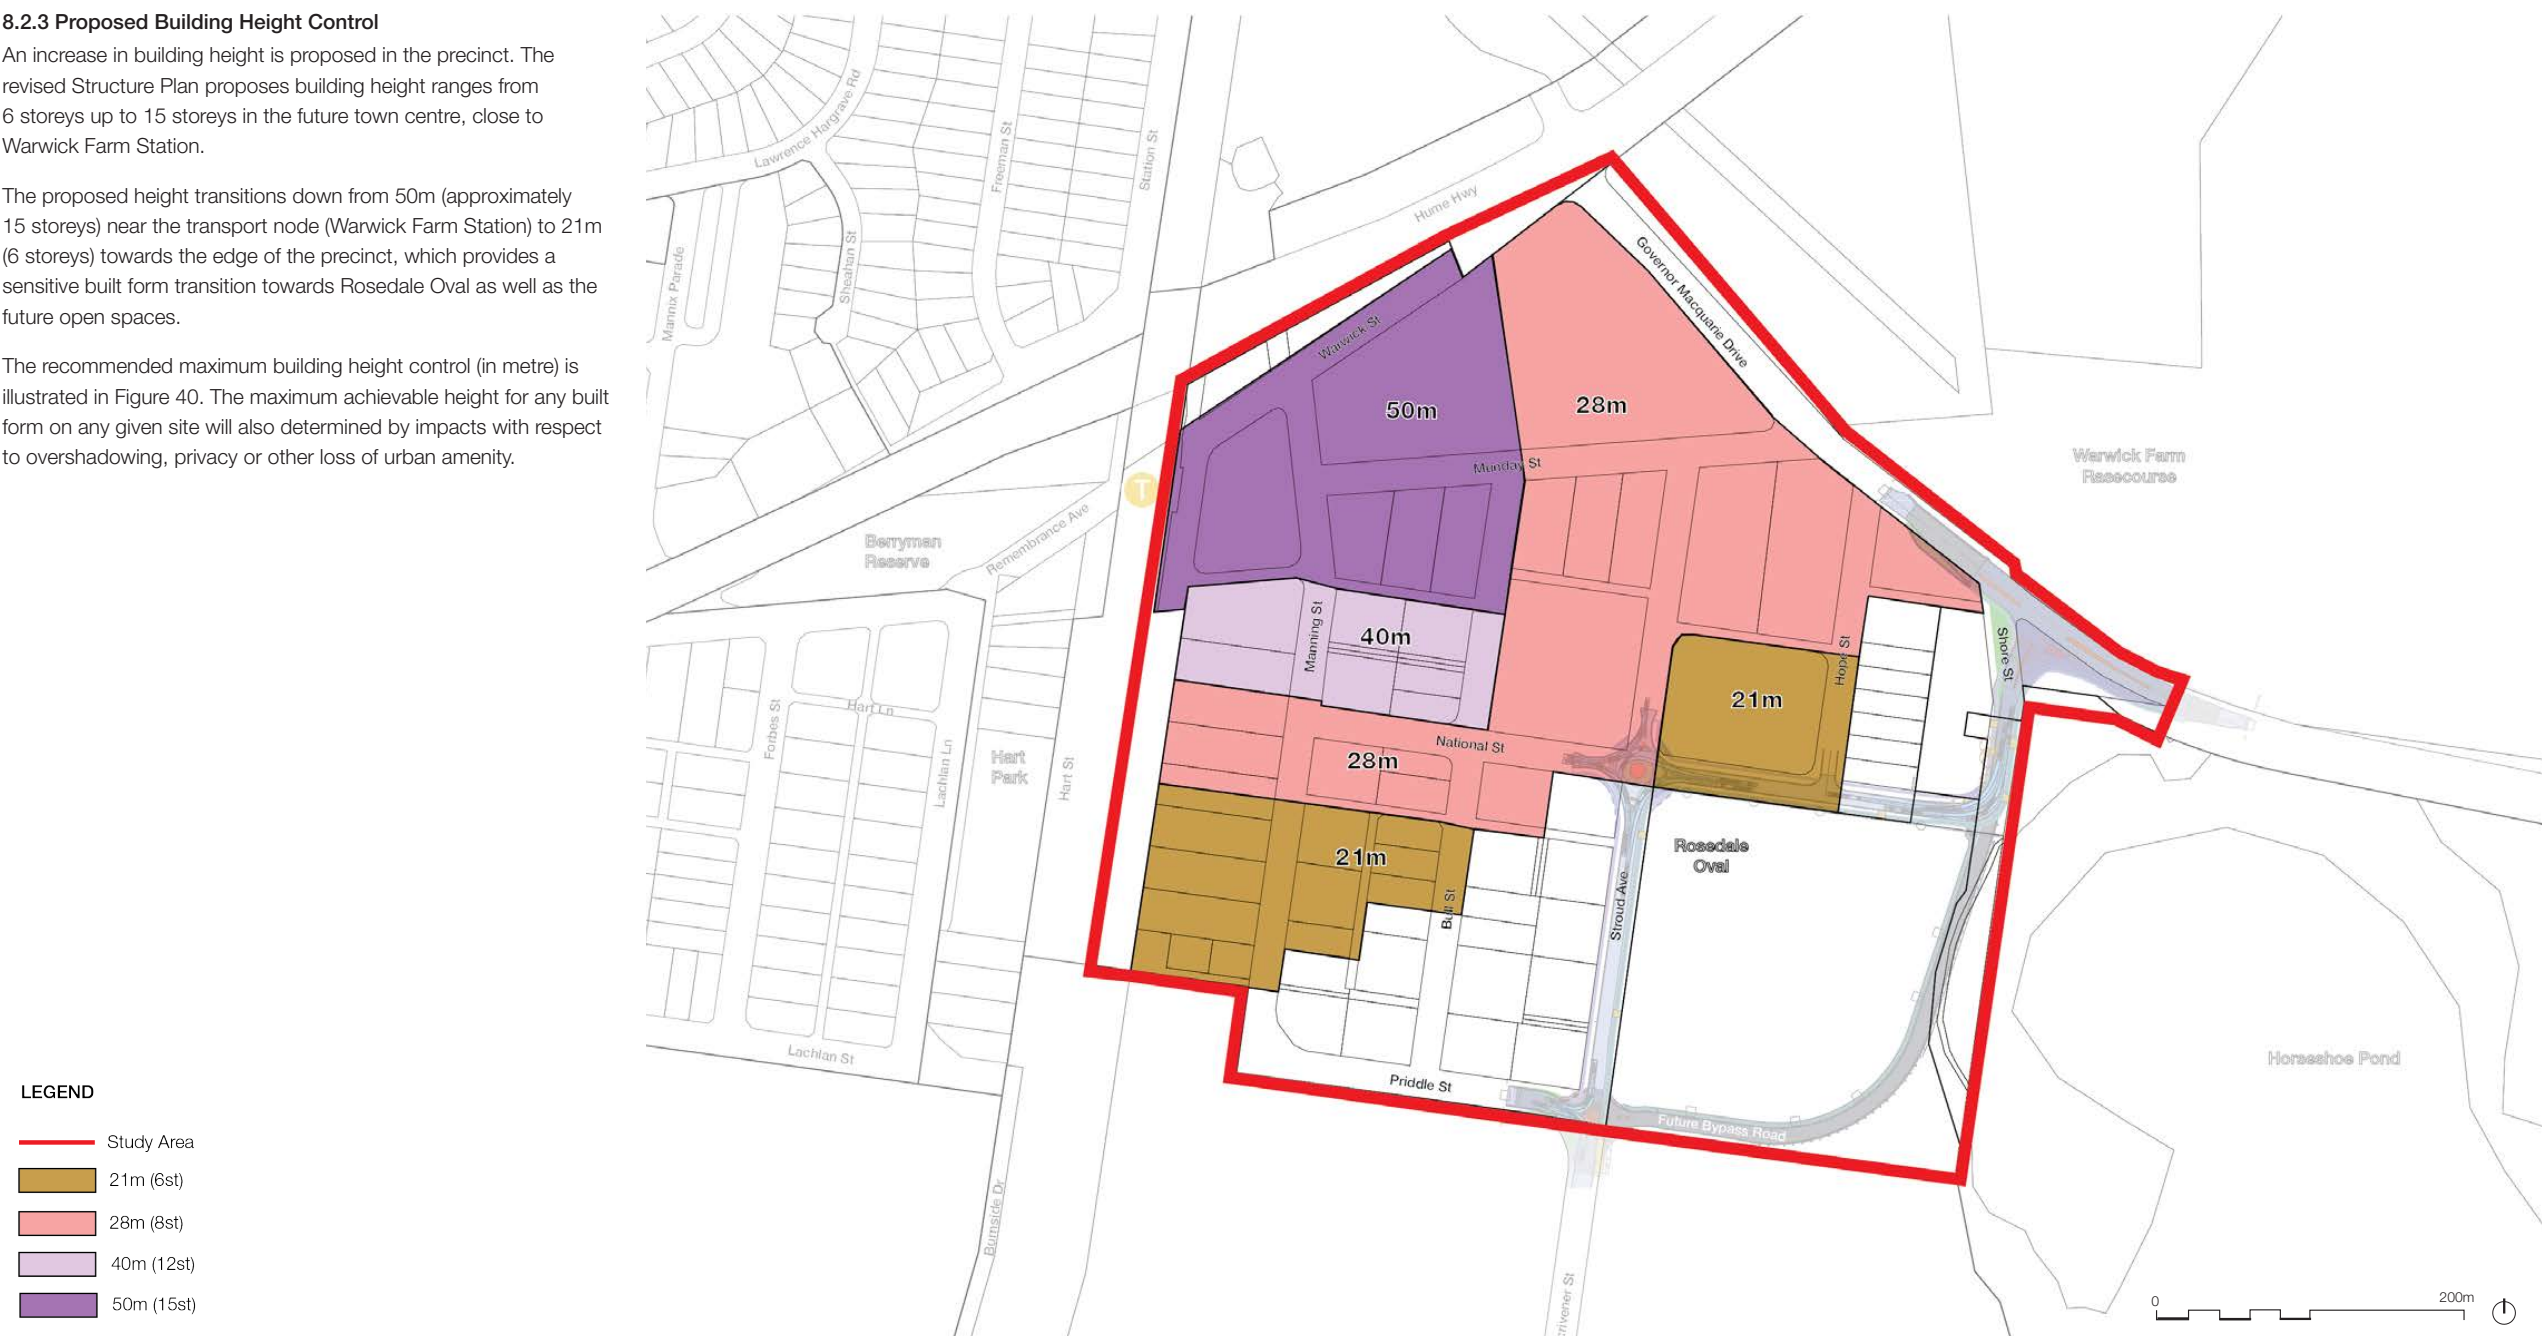 8.2.3 Proposed Building Height Control
An increase in building height is proposed in the precinct. The
revised Structure Plan proposes building height ranges from
6 storeys up to 15 storeys in the future town centre, close to
Warwick Farm Station.
The proposed height transitions down from 50m (approximately
15 storeys) near the transport node (Warwick Farm Station) to 21m
(6 storeys) towards the edge of the precinct, which provides a
sensitive built form transition towards Rosedale Oval as well as the
future open spaces.
The recommended maximum building height control (in metre) is
illustrated in Figure 40. The maximum achievable height for any built
form on any given site will also determined by impacts with respect
to overshadowing, privacy or other loss of urban amenity.
LEGEND
Study Area
21m (6st)
28m (8st)
40m (12st)
50m (15st)
Lawrence Hargrave Rd
Freeman St
Station St
Hume Hwy
Mannix Parade
Sheahan St
Governor Macquarie Drive
Warwick St
50m
28m
Munday St
T
Warwick Farm
Rasecourse
Berryman
Reserve
Remembrance Ave
Manning St
40m
Hope St
Shore St
21m
Forbes St
Hart Ln
Lachlan Ln
Hart
Park
Hart St
National St
28m
Rosedale
Oval
21m
Bull St
Stroud Ave
Lachlan St
Priddle St
Future Bypass Road
Horseshoe Pond
Burnside Dr
rivener St
0
200m